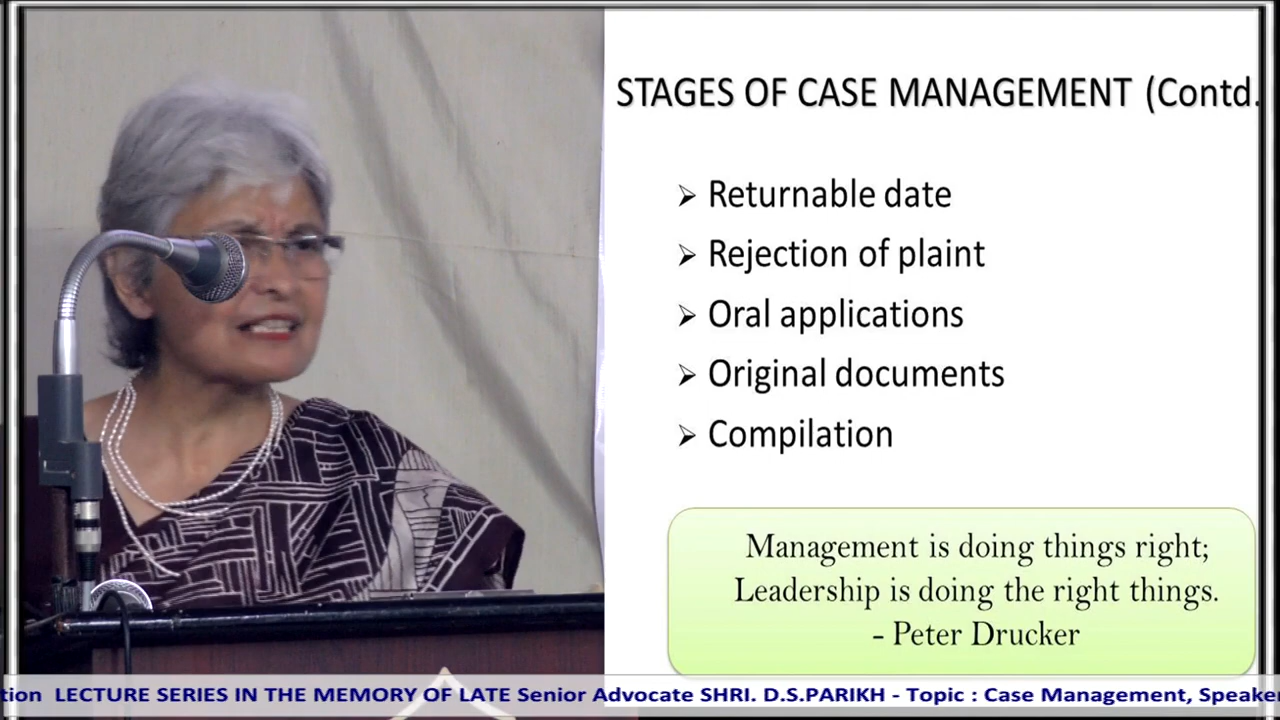 STAGES OF CASE MANAGEMENT (Contd.
➢ Returnable date
➢ Rejection of plaint
➢ Oral applications
➢ Original documents
➢ Compilation
Management is doing things right;
Leadership is doing the right things.
- Peter Drucker
tion LECTURE SERIES IN THE MEMORY OF LATE Senior Advocate SHRI. D.S.PARIKH - Topic : Case Management, Speake